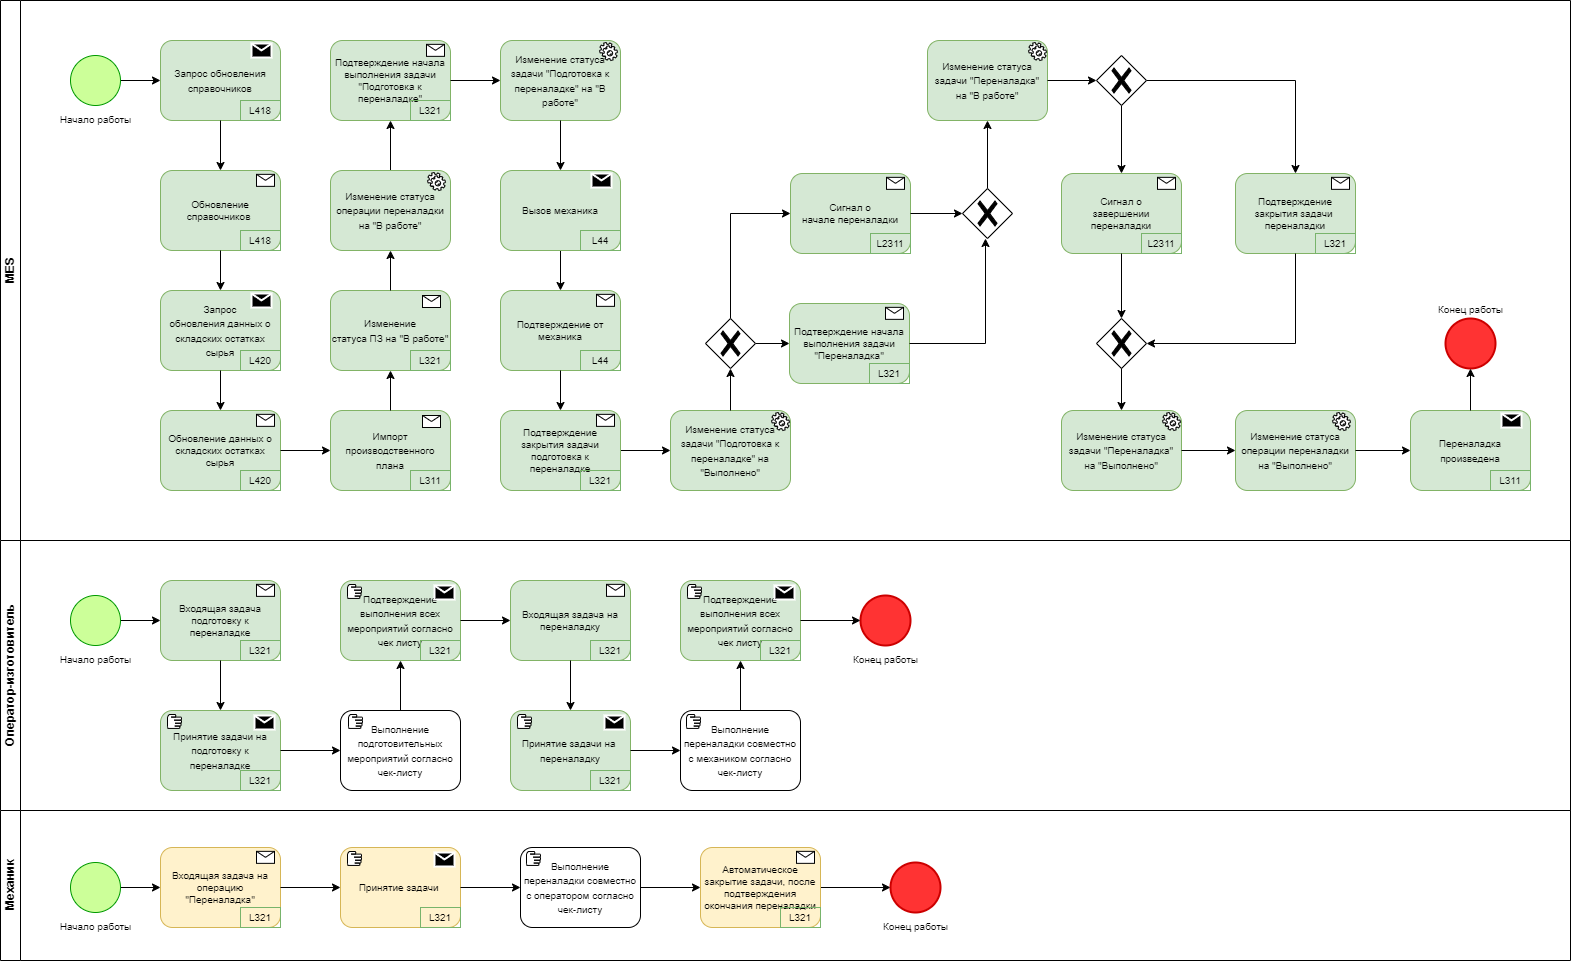 MES
Начало работы
Запрос обновления
справочников
L418
Обновление
справочников
L418
Запрос
обновления данных о
складских остатках
сырья
L420
Обновление данных о
складских остатках
сырья
L420
Импорт
производственного
плана
L311
Изменение
статуса ПЗ на "В работе"
L321
Изменение статуса
операции переналадки
на "В работе"
Подтверждение начала
выполнения задачи
"Подготовка к
переналадке"
L321
Изменение статуса
задачи "Подготовка к
переналадке" на "В
работе"
Вызов механика
L44
Подтверждение от
механика
L44
Подтверждение
закрытия задачи
подготовка к
переналадке
L321
Изменение статуса
задачи "Подготовка к
переналадке" на
"Выполнено"
Сигнал о
начале переналадки
L2311
Подтверждение начала
выполнения задачи
"Переналадка"
L321
Изменение статуса
задачи "Переналадка"
на "В работе"
Сигнал о
завершении
переналадки
L2311
Подтверждение
закрытия задачи
переналадки
L321
Изменение статуса
задачи "Переналадка"
на "Выполнено"
Изменение статуса
операции переналадки
на "Выполнено"
Переналадка
произведена
L311
Конец работы
Оператор-изготовитель
Начало работы
Входящая задача
подготовку к
переналадке
L321
Принятие задачи на
подготовку к
переналадке
L321
Выполнение
подготовительных
мероприятий согласно
чек-листу
Подтверждение
выполнения всех
мероприятий согласно
чек листу
L321
Входящая задача на
переналадку
L321
Принятие задачи на
переналадку
L321
Выполнение
переналадки совместно
с механиком согласно
чек-листу
Подтверждение
выполнения всех
мероприятий согласно
чек листу
L321
Конец работы
Механик
Начало работы
Входящая задача на
операцию
"Переналадка"
L321
Принятие задачи
L321
Выполнение
переналадки совместно
с оператором согласно
чек-листу
Автоматическое
закрытие задачи, после
подтверждения
окончания переналадки
L321
Конец работы